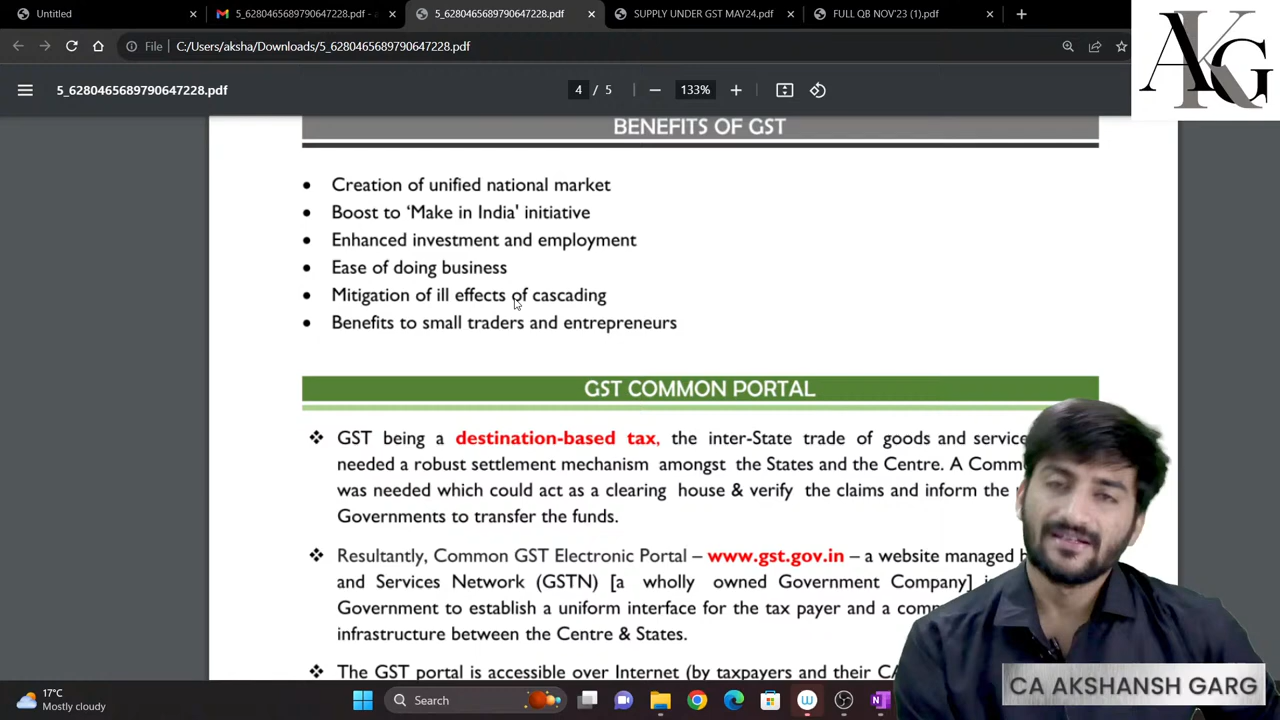 Untitled
5_6280465689790647228.pdf - a
5_6280465689790647228.pdf
SUPPLY UNDER GST MAY24.pdf
FULL QB NOV'23 (1).pdf
AKG
File
C:/Users/aksha/Downloads/5_6280465689790647228.pdf
5_6280465689790647228.pdf
4 / 5
133%
BENEFITS OF GST
• Creation of unified national market
• Boost to ‘Make in India' initiative
• Enhanced investment and employment
• Ease of doing business
• Mitigation of ill effects of cascading
• Benefits to small traders and entrepreneurs
GST COMMON PORTAL
❖ GST being a destination-based tax, the inter-State trade of goods and service
needed a robust settlement mechanism amongst the States and the Centre. A Comm
was needed which could act as a clearing house & verify the claims and inform the
Governments to transfer the funds.
❖ Resultantly, Common GST Electronic Portal – www.gst.gov.in – a website managed
and Services Network (GSTN) [a wholly owned Government Company]
Government to establish a uniform interface for the tax payer and a comm
infrastructure between the Centre & States.
❖ The GST portal is accessible over Internet (by taxpayers and their CA
CA AKSHANSH GARG
17°C
Mostly cloudy
Search